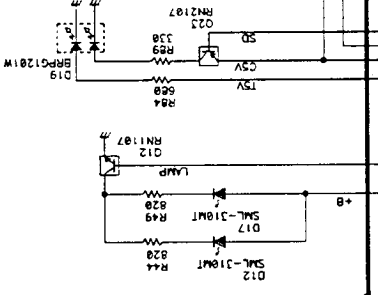 D12
SML-310MT
R44
820
D17
SML-310MT
R49
820
+B
LAMP
Q12
RN1107
R84
680
T5V
D19
BRPG1201W
C5V
R89
330
SD
Q23
RN2107